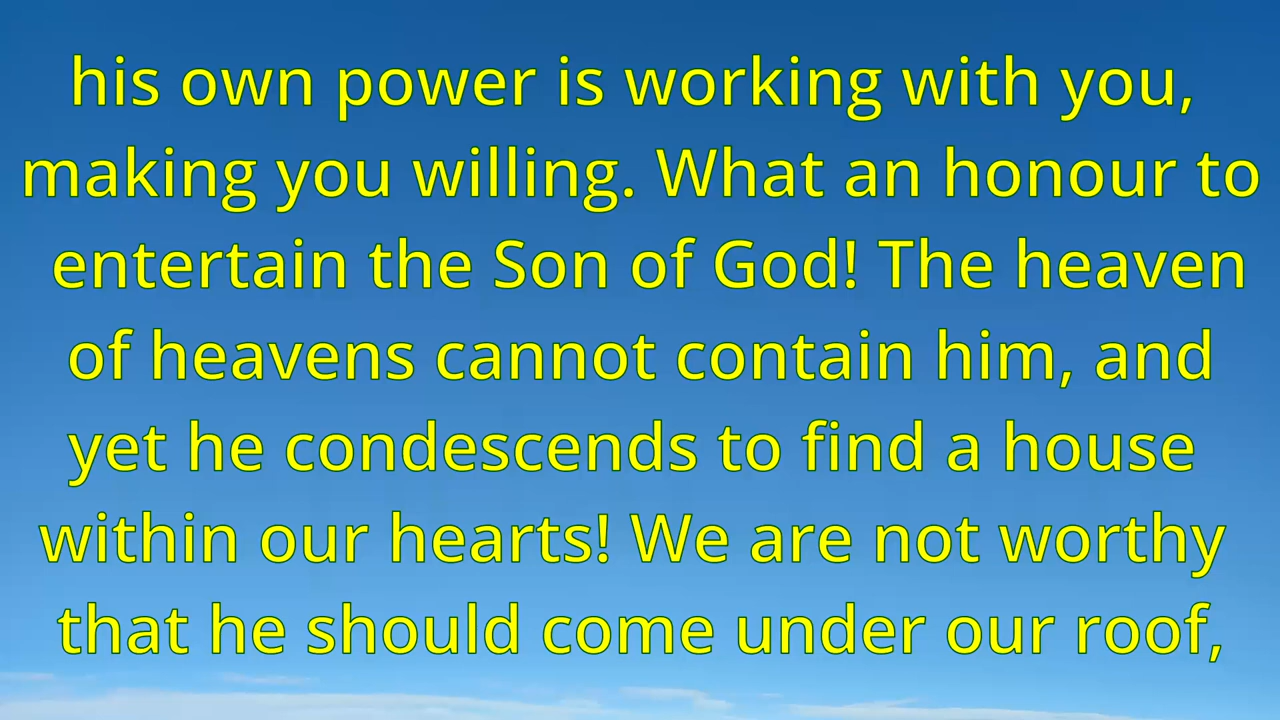 his own power is working with you,
making you willing. What an honour to
entertain the Son of God! The heaven
of heavens cannot contain him, and
yet he condescends to find a house
within our hearts! We are not worthy
that he should come under our roof,